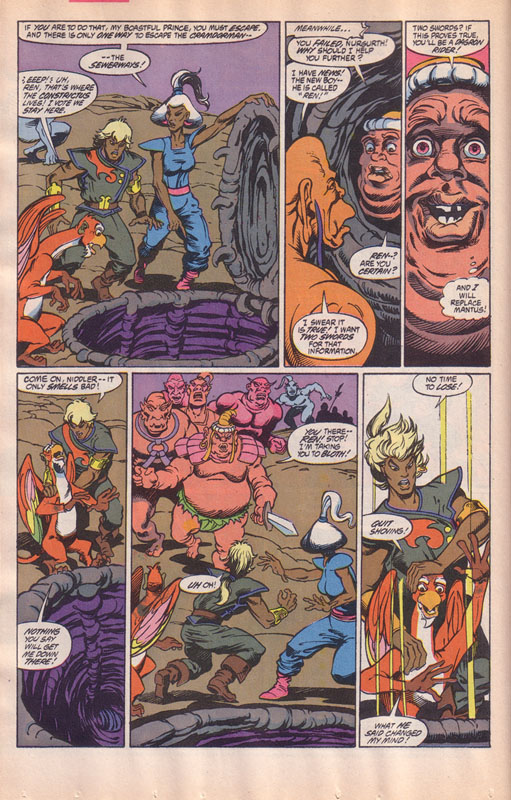 IF YOU ARE TO DO THAT, MY BOASTFUL PRINCE, YOU MUST ESCAPE.
AND THERE IS ONLY ONE WAY TO ESCAPE THE CRAMOORMAN--
--THE
SEWERWAYS!
EEEP! UH,
REN, THAT'S WHERE
THE CONSTRICTUS
LIVES! I VOTE WE
STAY HERE.
MEANWHILE...
YOU FAILED, NURGURTH!
WHY SHOULD I HELP
YOU FURTHER?
I HAVE NEWS!
THE NEW BOY--
HE IS CALLED
"REN!"
REN--?
ARE YOU
CERTAIN?
I SWEAR IT
IS TRUE! I WANT
TWO SWORDS
FOR THAT
INFORMATION.
TWO SWORDS? IF
THIS PROVES TRUE,
YOU'LL BE A DAGRON
RIDER!
AND I
WILL
REPLACE
MANTUS!
COME ON, NIDDLER--IT
ONLY SMELLS BAD!
NOTHING
YOU SAY
WILL GET
ME DOWN
THERE!
YOU THERE--
REN! STOP!
I'M TAKING
YOU TO BLOTH!
UH OH!
NO TIME
TO LOSE!
QUIT
SHOVING!
WHAT HE
SAID CHANGED
MY MIND!